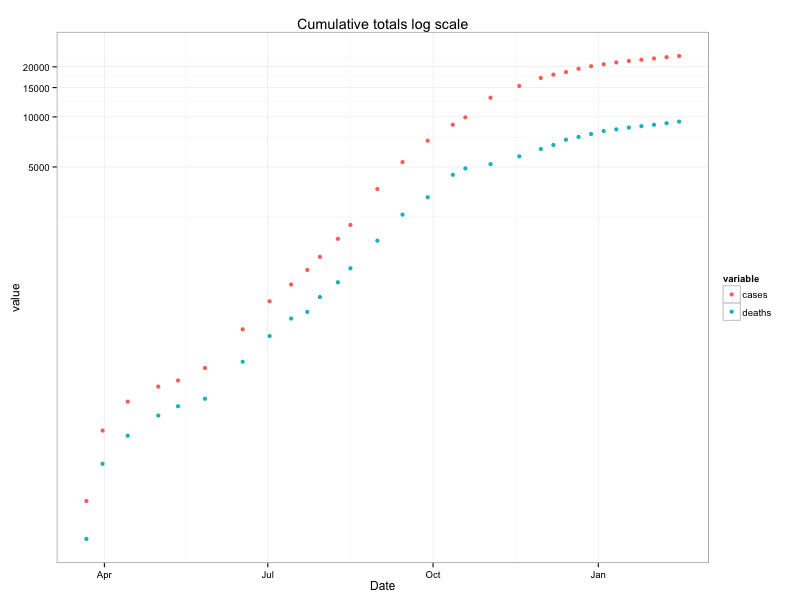 Cumulative totals log scale
20000
15000
10000
5000
value
Apr
Jul
Oct
Jan
Date
variable
cases
deaths